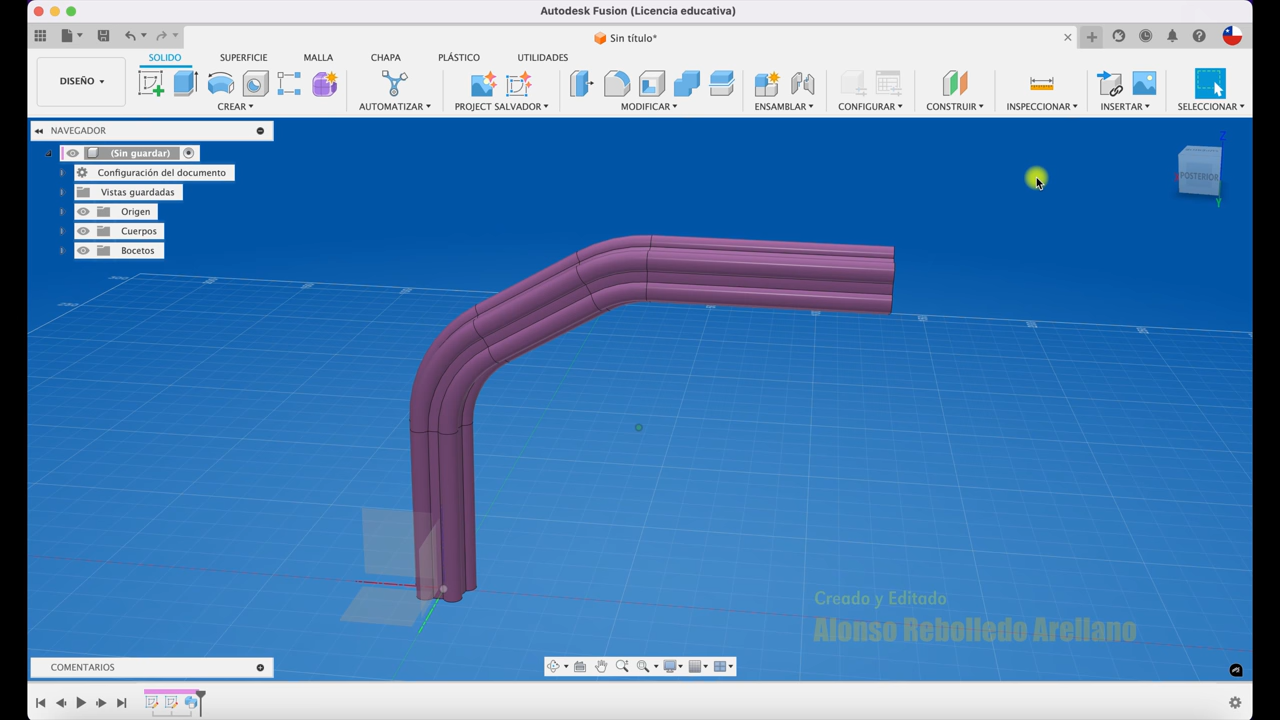 Autodesk Fusion (Licencia educativa)
Sin título*
SOLIDO SUPERFICIE MALLA CHAPA PLÁSTICO UTILIDADES
DISEÑO
CREAR AUTOMATIZAR PROJECT SALVADOR MODIFICAR ENSAMBLAR CONFIGURAR CONSTRUIR INSPECCIONAR INSERTAR SELECCIONAR
NAVEGADOR
(Sin guardar)
Configuración del documento
Vistas guardadas
Origen
Cuerpos
Bocetos
Z
POSTERIOR
Y
Creado y Editado
Alonso Rebolledo Arellano
COMENTARIOS